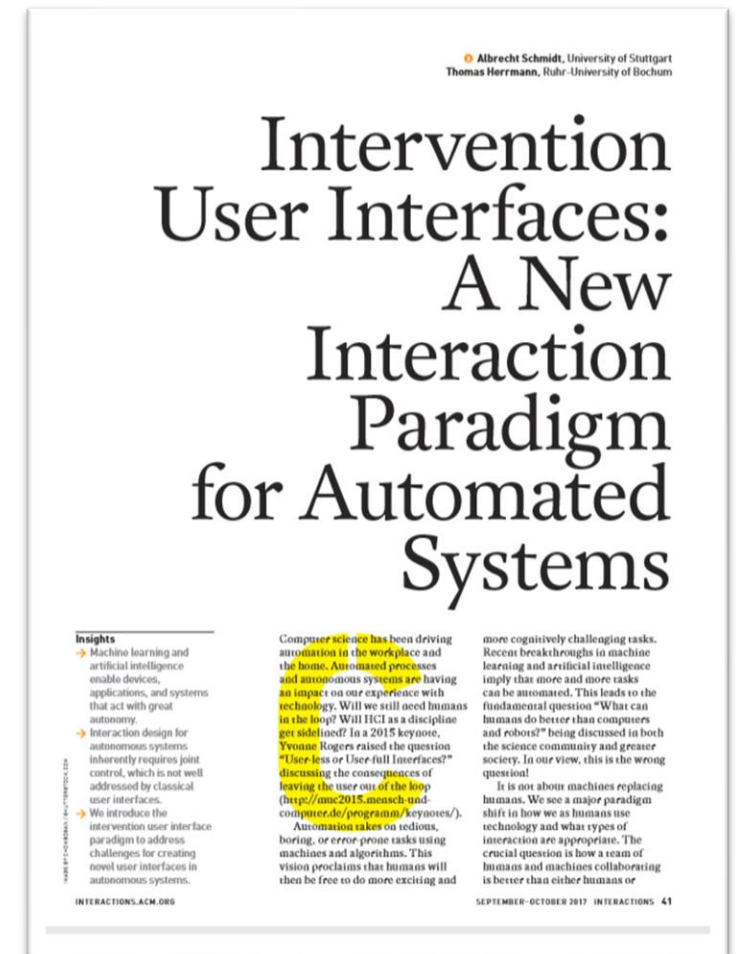 Albrecht Schmidt, University of Stuttgart
Thomas Herrmann, Ruhr-University of Bochum
Intervention
User Interfaces:
A New
Interaction
Paradigm
for Automated
Systems
Insights
→ Machine learning and
artificial intelligence
enable devices,
applications, and systems
that act with great
autonomy.
→ Interaction design for
autonomous systems
inherently requires joint
control, which is not well
addressed by classical
user interfaces.
→ We introduce the
intervention user interface
paradigm to address
challenges for creating
novel user interfaces in
autonomous systems.
C
Computer science has been driving
automation in the workplace and
the home. Automated processes
and autonomous systems are having
an impact on our experience with
technology. Will we still need humans
in the loop? Will HCI as a discipline
get sidelined? In a 2015 keynote,
Yvonne Rogers raised the question
“User-less or User-full Interfaces?”
discussing the consequences of
leaving the user out of the loop
(http://muc2015.mensch-und-
computer.de/programm/keynotes/).
Automation takes on tedious,
boring, or error-prone tasks using
machines and algorithms. This
vision proclaims that humans will
then be free to do more exciting and
more cognitively challenging tasks.
Recent breakthroughs in machine
learning and artificial intelligence
imply that more and more tasks
can be automated. This leads to the
fundamental question “What can
humans do better than computers
and robots?” being discussed in both
the science community and greater
society. In our view, this is the wrong
question!
It is not about machines replacing
humans. We see a major paradigm
shift in how we as humans use
technology and what types of
interaction are appropriate. The
crucial question is how a team of
humans and machines collaborating
is better than either humans or
INTERACTIONS.ACM.ORG
SEPTEMBER–OCTOBER 2017 INTERACTIONS 41